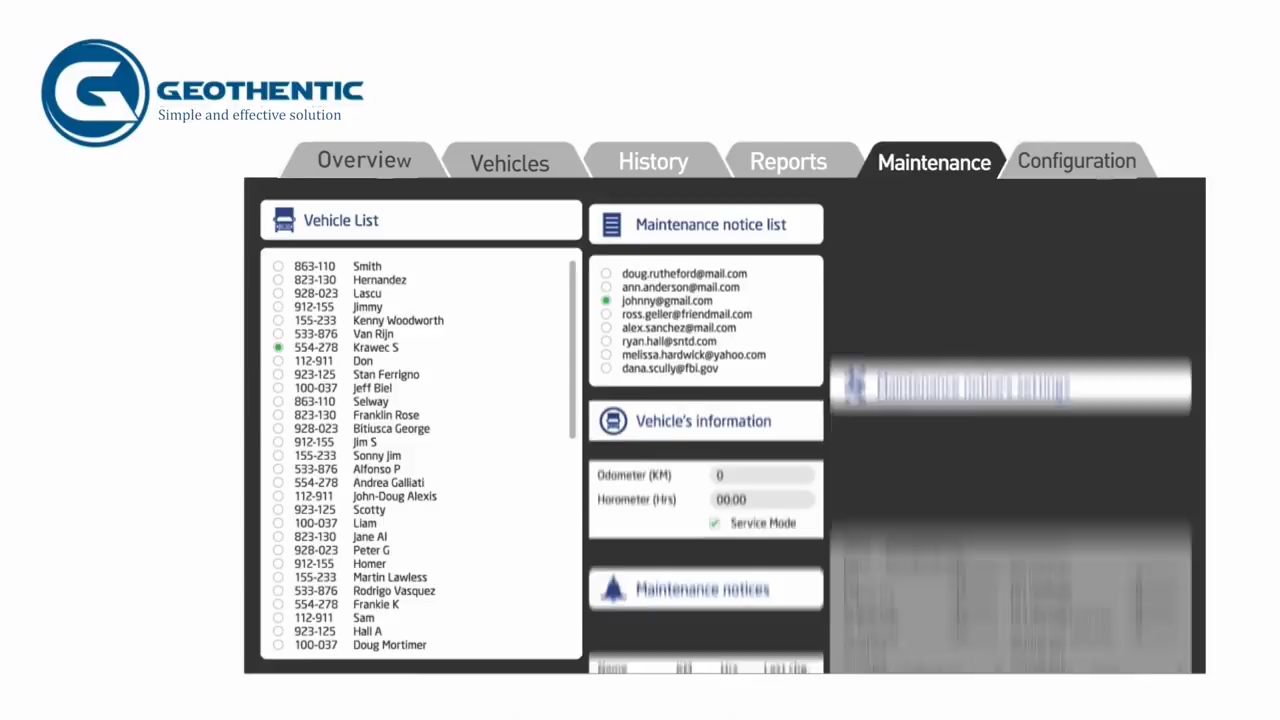 GEOTHENTIC
Simple and effective solution
Overview
Vehicles
History
Reports
Maintenance
Configuration
Vehicle List
863-110 Smith
823-130 Hernandez
928-023 Lascu
912-155 Jimmy
155-233 Kenny Woodworth
533-876 Van Rijn
554-278 Krawec S
112-911 Don
923-125 Stan Ferrigno
100-037 Jeff Biel
863-110 Selway
823-130 Franklin Rose
928-023 Bitiusca George
912-155 Jim S
155-233 Sonny Jim
533-876 Alfonso P
554-278 Andrea Galliati
112-911 John-Doug Alexis
923-125 Scotty
100-037 Liam
823-130 Jane Al
928-023 Peter G
912-155 Homer
155-233 Martin Lawless
533-876 Rodrigo Vasquez
554-278 Frankie K
112-911 Sam
923-125 Hall A
100-037 Doug Mortimer
Maintenance notice list
doug.rutheford@mail.com
ann.anderson@mail.com
johnny@gmail.com
ross.geller@friendmail.com
alex.sanchez@mail.com
ryan.hall@sntd.com
melissa.hardwick@yahoo.com
dana.scully@fbi.gov
Vehicle's information
Odometer (KM) 0
Horometer (Hrs) 00:00
Service Mode
Maintenance notices